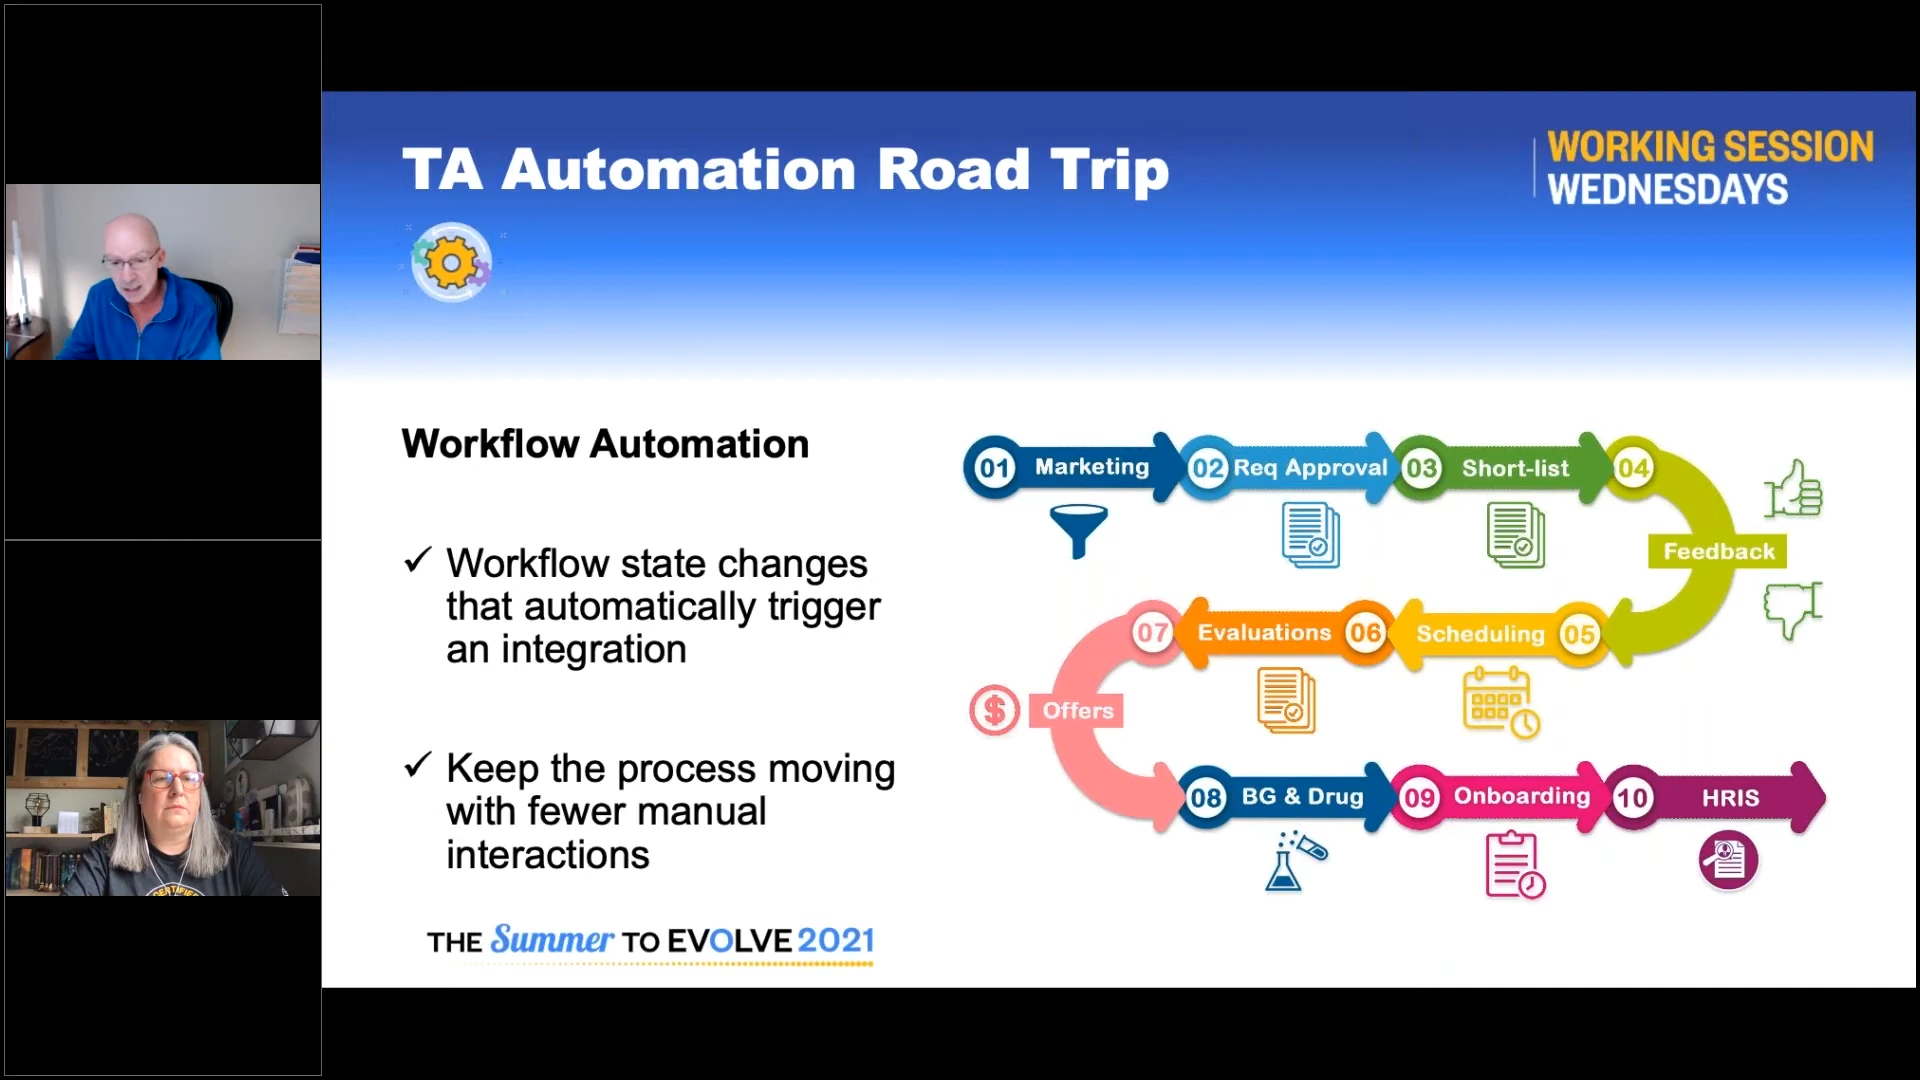 TA Automation Road Trip
WORKING SESSION
WEDNESDAYS
Workflow Automation
✓ Workflow state changes
that automatically trigger
an integration
✓ Keep the process moving
with fewer manual
interactions
01 Marketing
02 Req Approval
03 Short-list
04
Feedback
05 Scheduling
06 Evaluations
07
$ Offers
08 BG & Drug
09 Onboarding
10 HRIS
THE Summer TO EVOLVE 2021
CERTIFIED